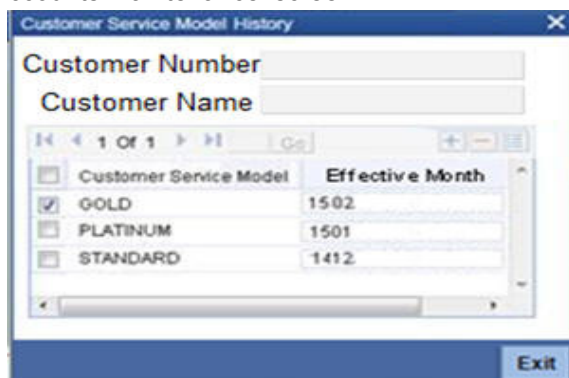 Customer Service Model History
Customer Number
Customer Name
1 Of 1 Go
Customer Service Model Effective Month
GOLD 1502
PLATINUM 1501
STANDARD 1412
Exit